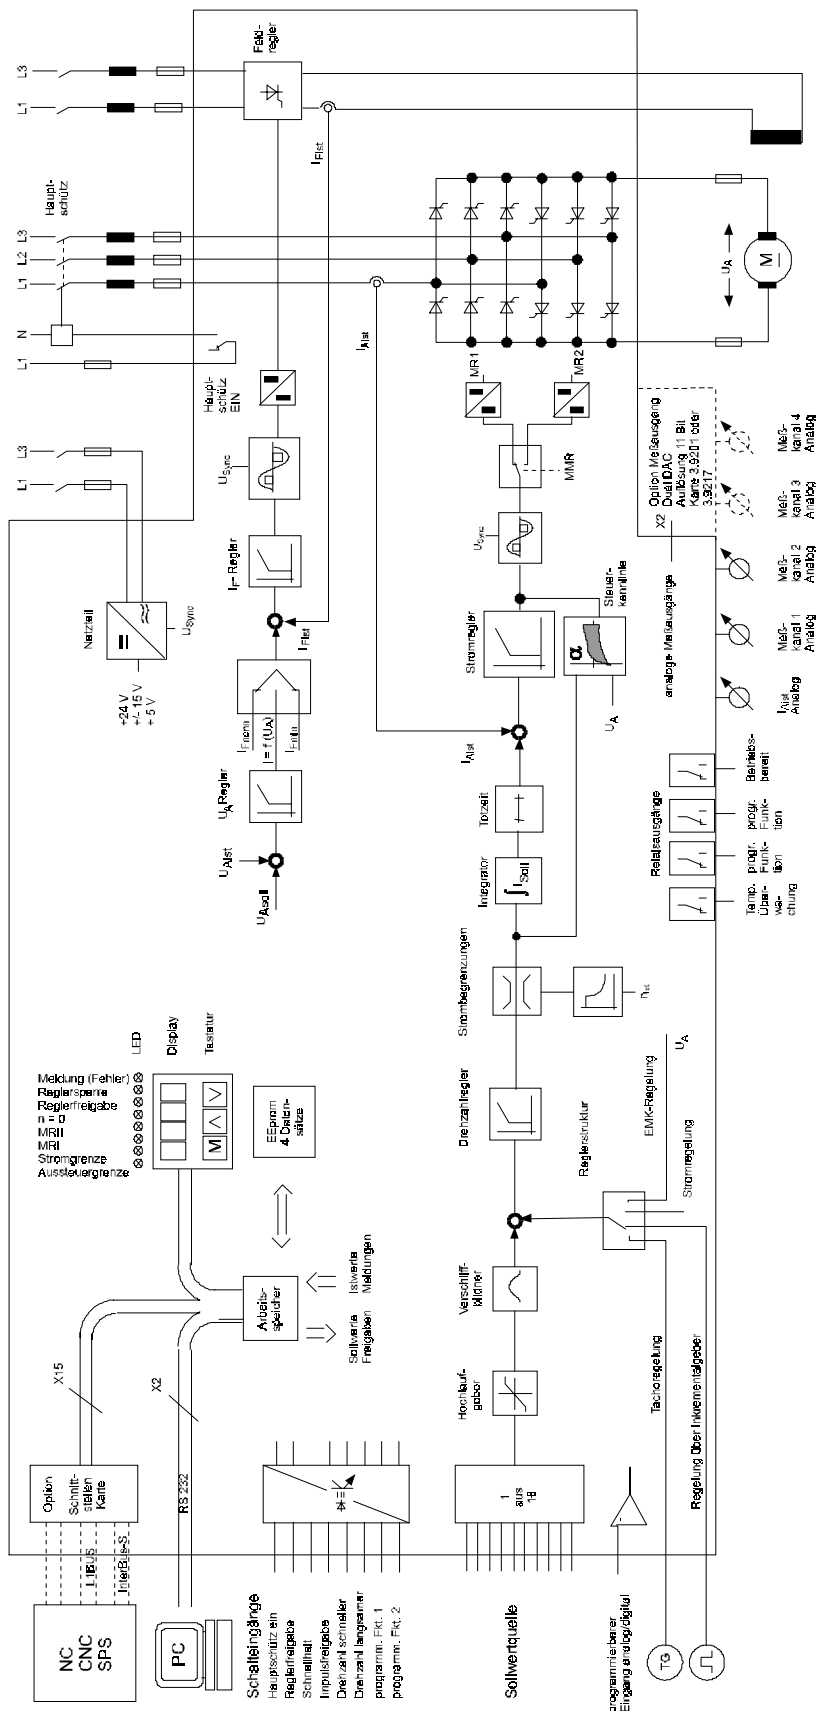 NC
CNC
SPS
L1BUS
InterBus-S
Option
Schnitt-
stellen
Karte
X15
PC
RS 232
X2
Arbeits-
speicher
Sollwerte
Freigaben
Istwerte
Meldungen
Meldung (Fehler)
Reglersperre
Reglerfreigabe
n = 0
MRII
MRI
Stromgrenze
Aussteuergrenze
LED
Display
Tastatur
M
EEprom
4 Daten-
sätze
Schalteingänge
Hauptschütz ein
Reglerfreigabe
Schnellhalt
Impulsfreigabe
Drehzahl schneller
Drehzahl langsamer
programm. Fkt. 1
programm. Fkt. 2
Sollwertquelle
1
aus
18
Hochlauf-
geber
Verschliff-
bildner
Drehzahlregler
Reglerstruktur
Strombegrenzungen
nist
Integrator
∫ ISoll
Totzeit
IAist
Stromregler
α
UA
Steuer-
kennlinie
USync
MMR
MR1
MR2
programmierbarer
Eingang analog/digital
TG
Tachoregelung
Regelung über Inkrementalgeber
EMK-Regelung
UA
Stromregelung
Relaisausgänge
Temp.
Über-
wa-
chung
progr.
Funk-
tion
progr.
Funk-
tion
Betriebs-
bereit
analoge Meßausgänge
X2
IAist
Analog
Meß-
kanal 1
Analog
Meß-
kanal 2
Analog
Meß-
kanal 3
Analog
Meß-
kanal 4
Analog
Option Meßausgang
Dual DAC
Auflösung 11 Bit
Karte 3.9201 oder
3.9217
UAsoll
UAist
UA Regler
IFnenn
I = f (UA)
IFmin
IFist
IF- Regler
USync
IFist
Feld-
regler
Netzteil
=
≈
USync
+24 V
+/- 15 V
+ 5 V
L1
L3
L1
N
L1
L2
L3
Haupt-
schütz
Haupt-
schütz
EIN
L1
L3
IAist
UA
M